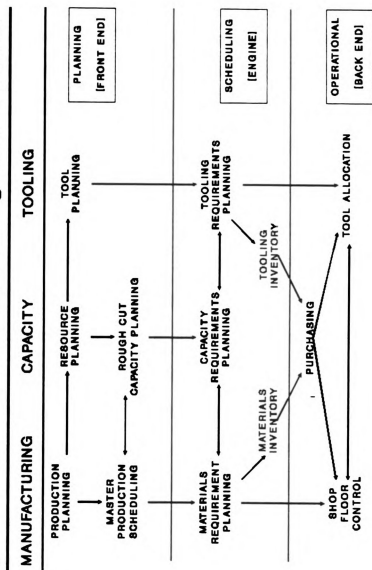 MANUFACTURING
CAPACITY
TOOLING
PRODUCTION
PLANNING
RESOURCE
PLANNING
TOOL
PLANNING
PLANNING
[FRONT END]
MASTER
PRODUCTION
SCHEDULING
ROUGH CUT
CAPACITY PLANNING
MATERIALS
REQUIREMENT
PLANNING
CAPACITY
REQUIREMENTS
PLANNING
TOOLING
REQUIREMENTS
PLANNING
SCHEDULING
[ENGINE]
MATERIALS
INVENTORY
TOOLING
INVENTORY
PURCHASING
SHOP
FLOOR
CONTROL
TOOL ALLOCATION
OPERATIONAL
[BACK END]